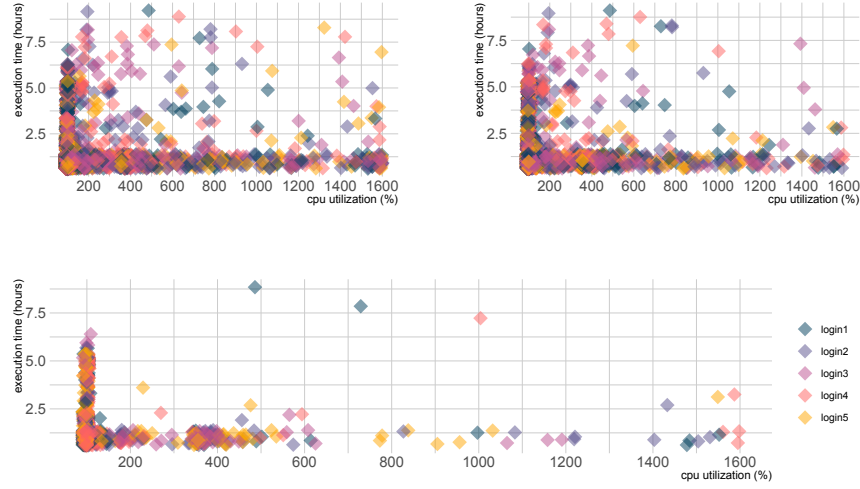 execution time (hours)
7.5
5.0
2.5
200 400 600 800 1000 1200 1400 1600
cpu utilization (%)
execution time (hours)
7.5
5.0
2.5
200 400 600 800 1000 1200 1400 1600
cpu utilization (%)
execution time (hours)
7.5
5.0
2.5
200 400 600 800 1000 1200 1400 1600
cpu utilization (%)
login1
login2
login3
login4
login5